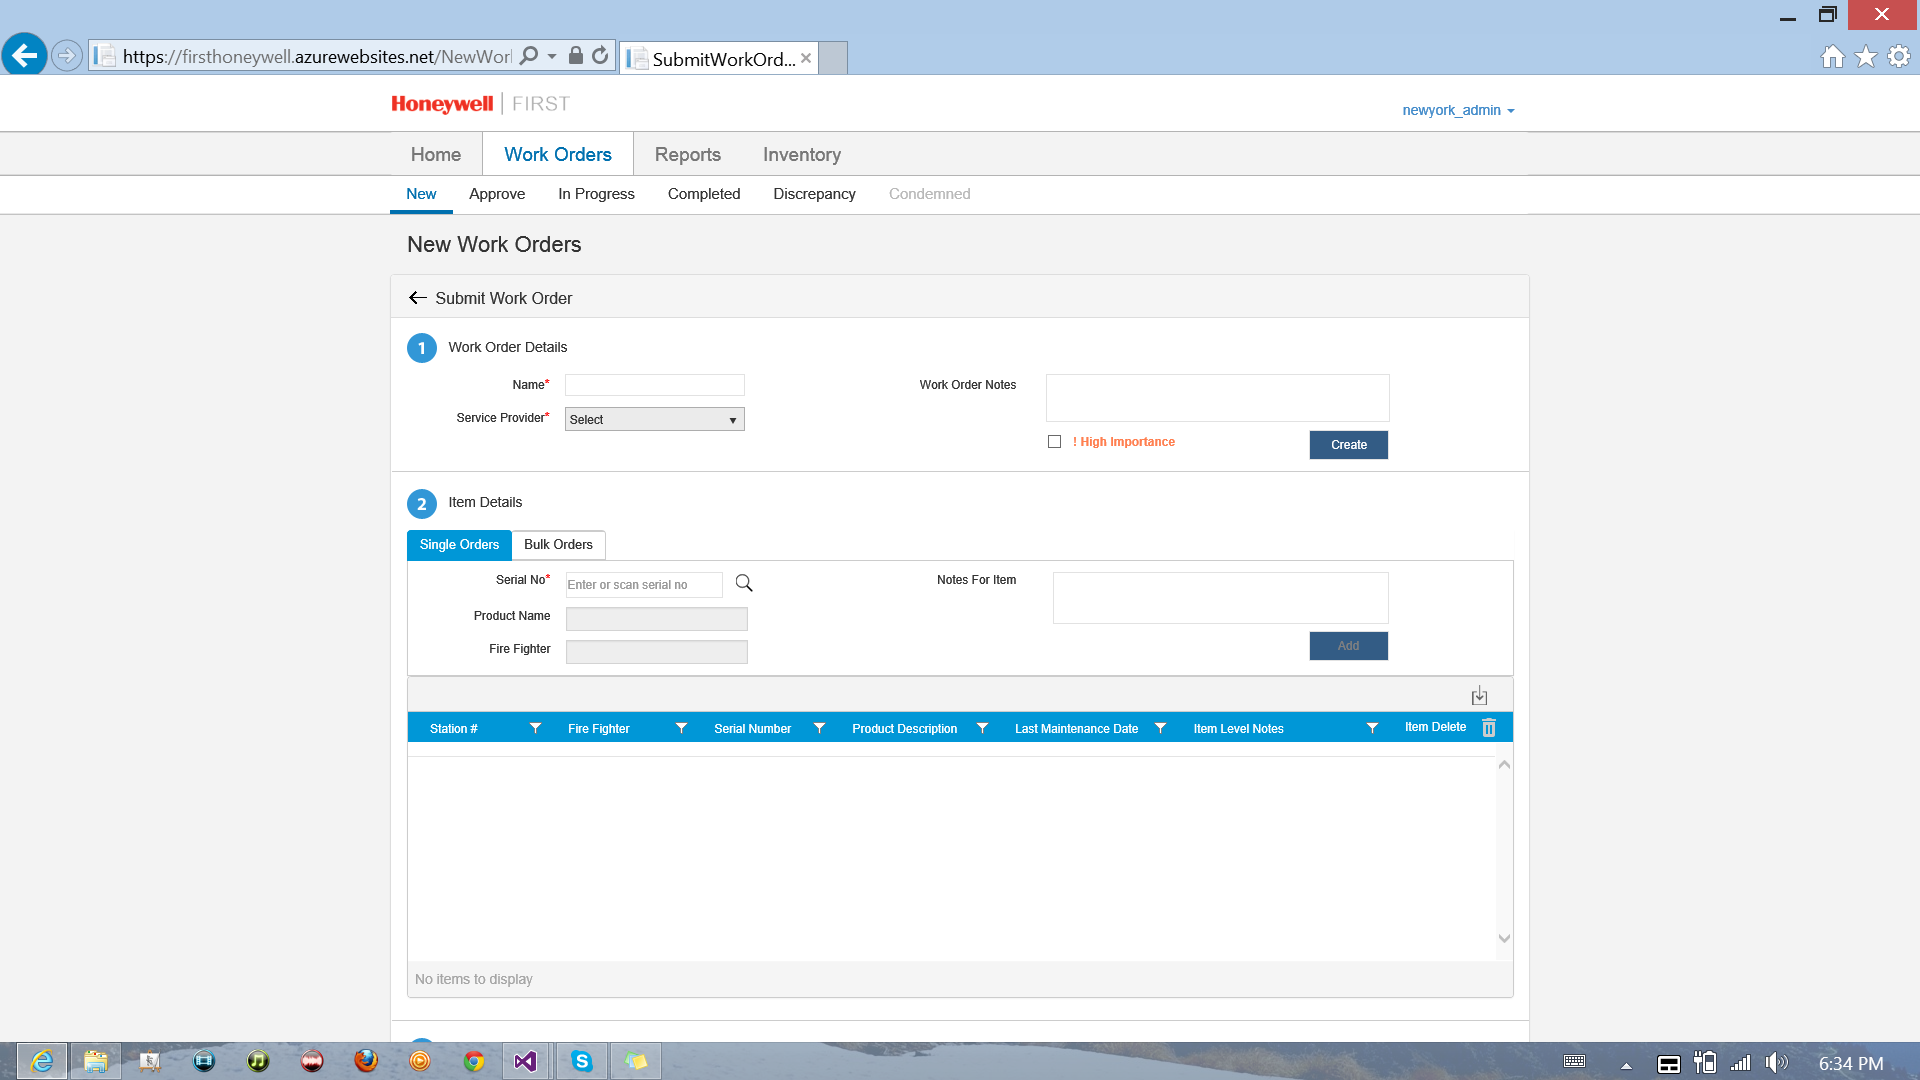 https://firsthoneywell.azurewebsites.net/NewWorl
SubmitWorkOrd...
Honeywell | FIRST
newyork_admin
Home Work Orders Reports Inventory
New Approve In Progress Completed Discrepancy Condemned
New Work Orders
Submit Work Order
1 Work Order Details
Name* Work Order Notes
Service Provider* Select
! High Importance Create
2 Item Details
Single Orders Bulk Orders
Serial No* Enter or scan serial no Notes For Item
Product Name
Fire Fighter Add
Station # Fire Fighter Serial Number Product Description Last Maintenance Date Item Level Notes Item Delete
No items to display
6:34 PM